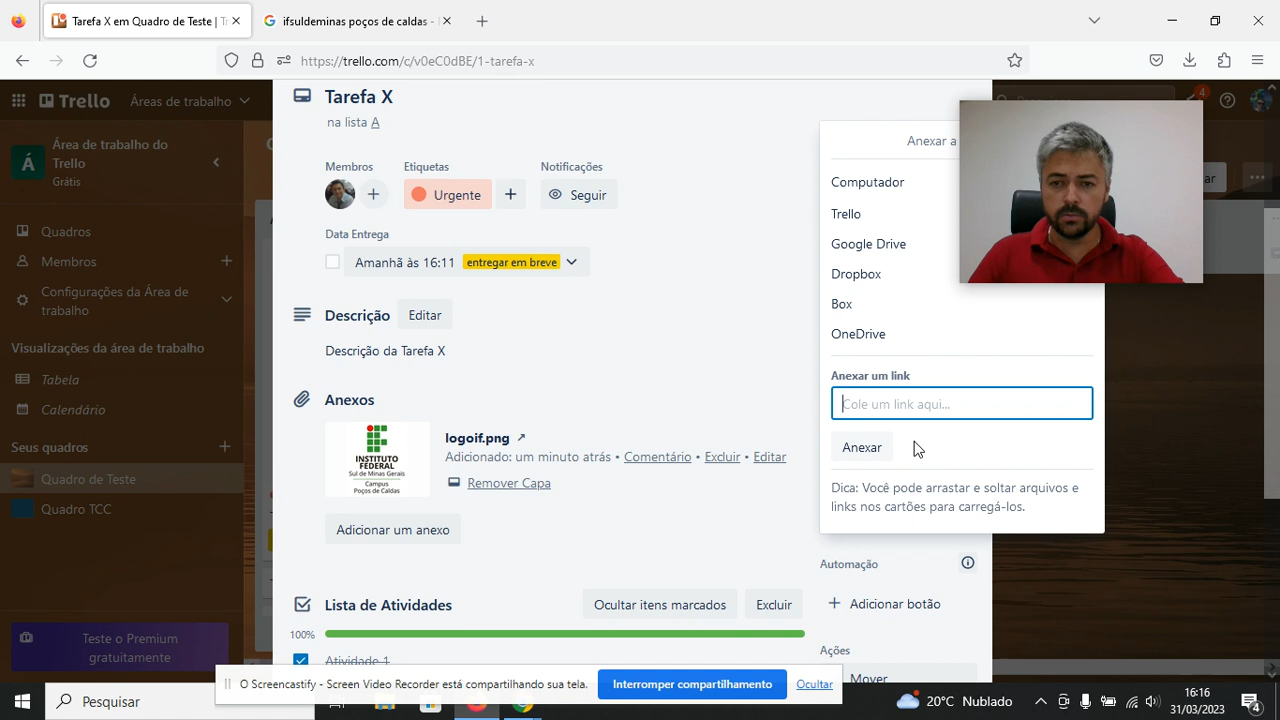 Tarefa X em Quadro de Teste | Tr
ifsuldeminas poços de caldas -
https://trello.com/c/v0eC0dBE/1-tarefa-x
Trello
Áreas de trabalho
4
Á
Área de trabalho do
Trello
Grátis
Quadros
Membros
Configurações da Área de
trabalho
Visualizações da área de trabalho
Tabela
Calendário
Seus quadros
Quadro de Teste
Quadro TCC
Teste o Premium
gratuitamente
Tarefa X
na lista A
Membros
Etiquetas
Notificações
Urgente
Seguir
Data Entrega
Amanhã às 16:11
entregar em breve
Descrição
Editar
Descrição da Tarefa X
Anexos
INSTITUTO
FEDERAL
Sul de Minas Gerais
Campus
Poços de Caldas
logoif.png
Adicionado: um minuto atrás • Comentário • Excluir • Editar
Remover Capa
Adicionar um anexo
Lista de Atividades
Ocultar itens marcados
Excluir
100%
Atividade 1
Anexar a
Computador
Trello
Google Drive
Dropbox
Box
OneDrive
Anexar um link
Cole um link aqui...
Anexar
Dica: Você pode arrastar e soltar arquivos e
links nos cartões para carregá-los.
Automação
Adicionar botão
Ações
Mover
O Screencastify - Screen Video Recorder está compartilhando sua tela.
Interromper compartilhamento
Ocultar
Pesquisar
20°C Nublado
16:16
31/03/2023